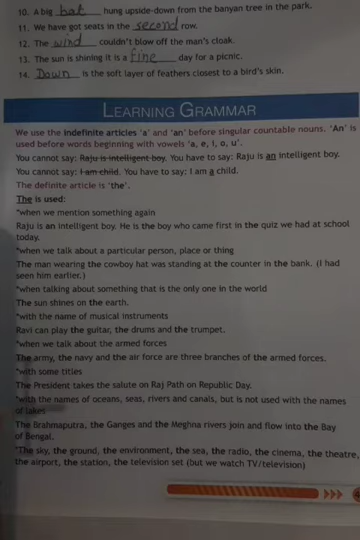 10. A big bat hung upside-down from the banyan tree in the park.
11. We have got seats in the second row.
12. The wind couldn't blow off the man's cloak.
13. The sun is shining it is a fine day for a picnic.
14. Down is the soft layer of feathers closest to a bird's skin.
LEARNING GRAMMAR
We use the indefinite articles 'a' and 'an' before singular countable nouns. 'An' is
used before words beginning with vowels 'a, e, i, o, u'.
You cannot say: Raju is intelligent boy. You have to say: Raju is an intelligent boy.
You cannot say: I am child. You have to say: I am a child.
The definite article is 'the'.
The is used:
*when we mention something again
Raju is an intelligent boy. He is the boy who came first in the quiz we had at school
today.
*when we talk about a particular person, place or thing
The man wearing the cowboy hat was standing at the counter in the bank. (I had
seen him earlier.)
*when talking about something that is the only one in the world
The sun shines on the earth.
*with the name of musical instruments
Ravi can play the guitar, the drums and the trumpet.
*when we talk about the armed forces
The army, the navy and the air force are three branches of the armed forces.
*with some titles
The President takes the salute on Raj Path on Republic Day.
*with the names of oceans, seas, rivers and canals, but is not used with the names
of lakes
The Brahmaputra, the Ganges and the Meghna rivers join and flow into the Bay
of Bengal.
*The sky, the ground, the environment, the sea, the radio, the cinema, the theatre,
the airport, the station, the television set (but we watch TV/television)